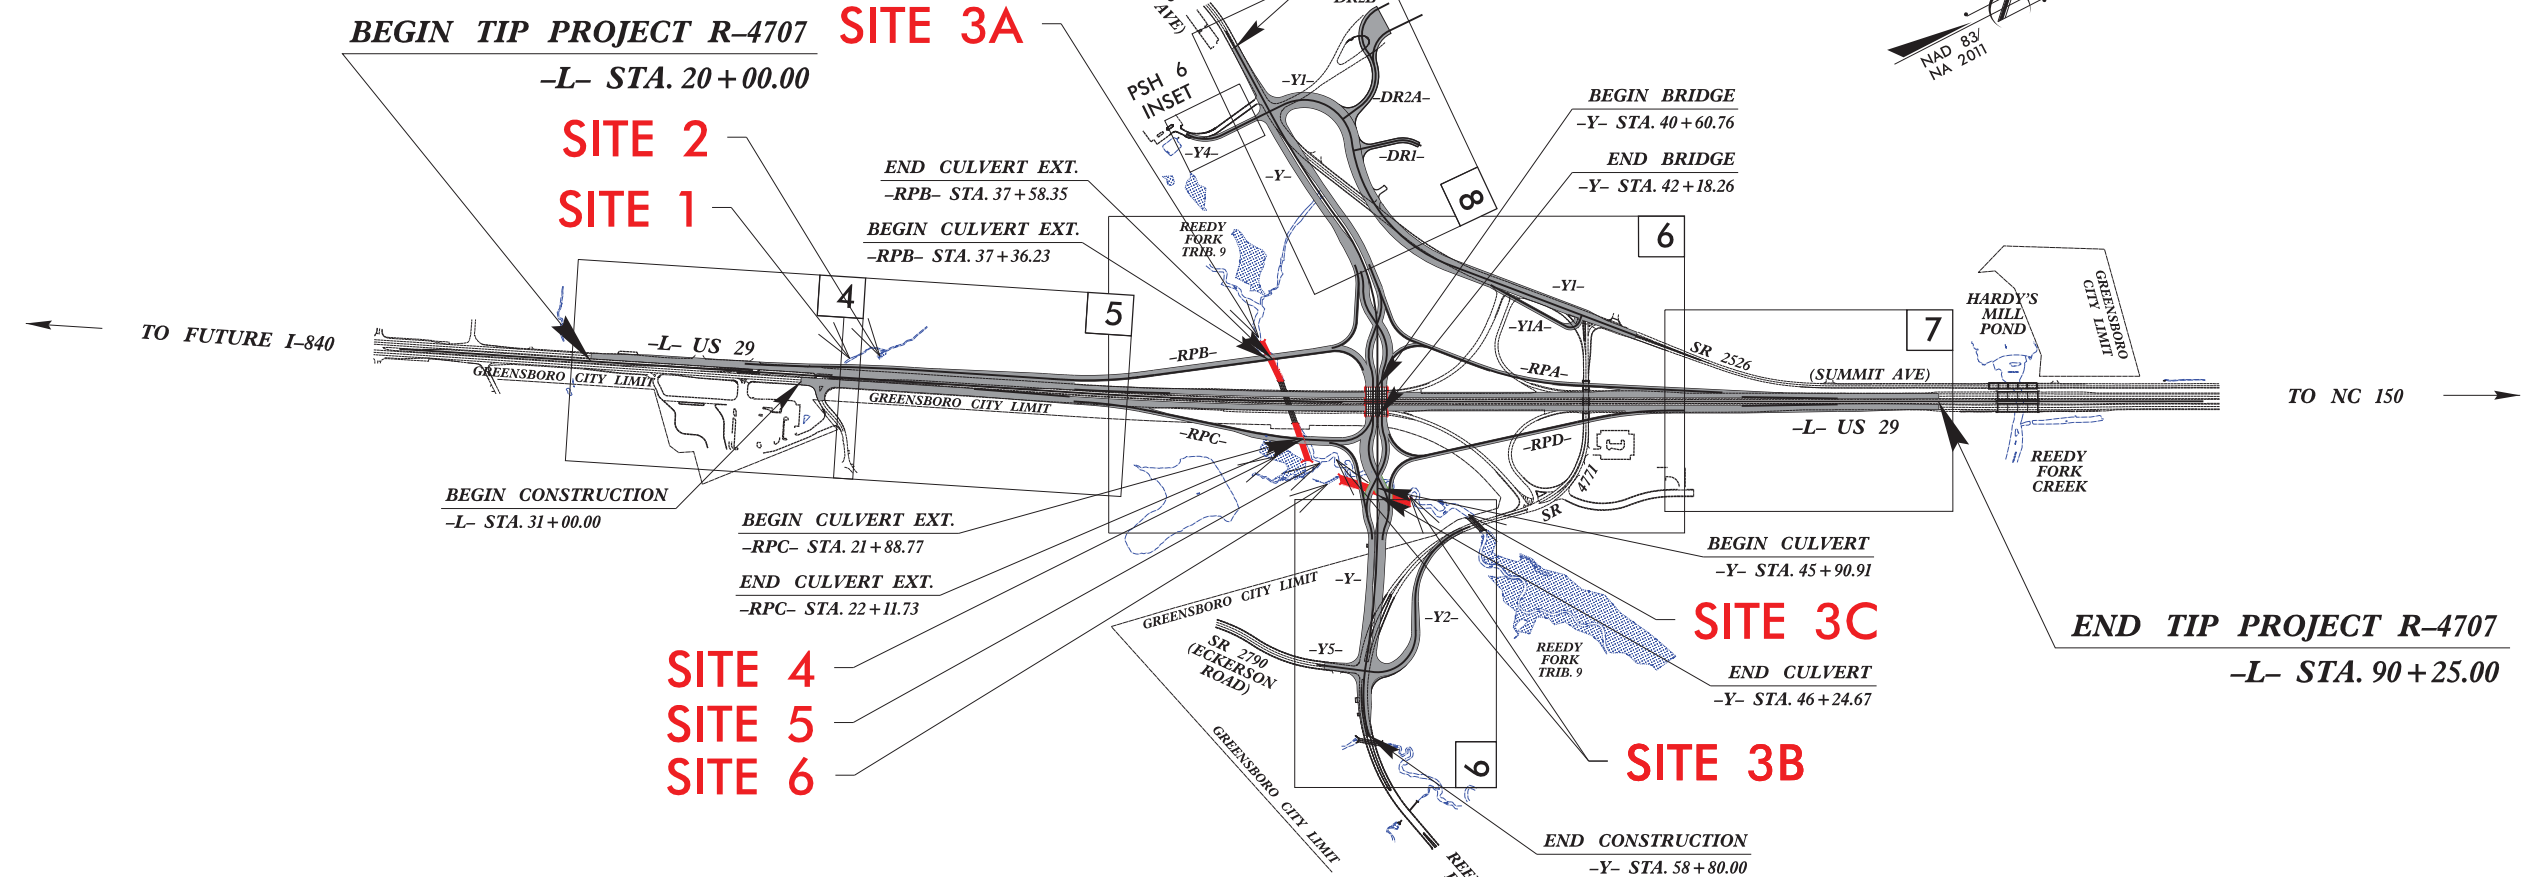 BEGIN TIP PROJECT R–4707
–L– STA. 20+00.00
SITE 3A
AVE)
DR2B
NAD 83/
NA 2011
PSH 6
INSET
–Y1–
–DR2A–
–DR1–
–Y4–
–Y–
8
BEGIN BRIDGE
–Y– STA. 40+60.76
END BRIDGE
–Y– STA. 42+18.26
SITE 2
SITE 1
END CULVERT EXT.
–RPB– STA. 37+58.35
BEGIN CULVERT EXT.
–RPB– STA. 37+36.23
REEDY
FORK
TRIB. 9
6
4
5
7
–Y1–
–Y1A–
HARDY'S
MILL
POND
GREENSBORO
CITY LIMIT
TO FUTURE I–840
–L– US 29
GREENSBORO CITY LIMIT
–RPB–
–RPA–
SR 2526
(SUMMIT AVE)
GREENSBORO CITY LIMIT
TO NC 150
–RPC–
–RPD–
–L– US 29
REEDY
FORK
CREEK
SR 4771
BEGIN CONSTRUCTION
–L– STA. 31+00.00
BEGIN CULVERT EXT.
–RPC– STA. 21+88.77
END CULVERT EXT.
–RPC– STA. 22+11.73
BEGIN CULVERT
–Y– STA. 45+90.91
GREENSBORO CITY LIMIT
–Y–
–Y2–
SITE 3C
END TIP PROJECT R–4707
–L– STA. 90+25.00
SR 2790
(ECKERSON
ROAD)
–Y5–
REEDY
FORK
TRIB. 9
END CULVERT
–Y– STA. 46+24.67
SITE 4
SITE 5
SITE 6
SITE 3B
9
GREENSBORO CITY LIMIT
END CONSTRUCTION
–Y– STA. 58+80.00